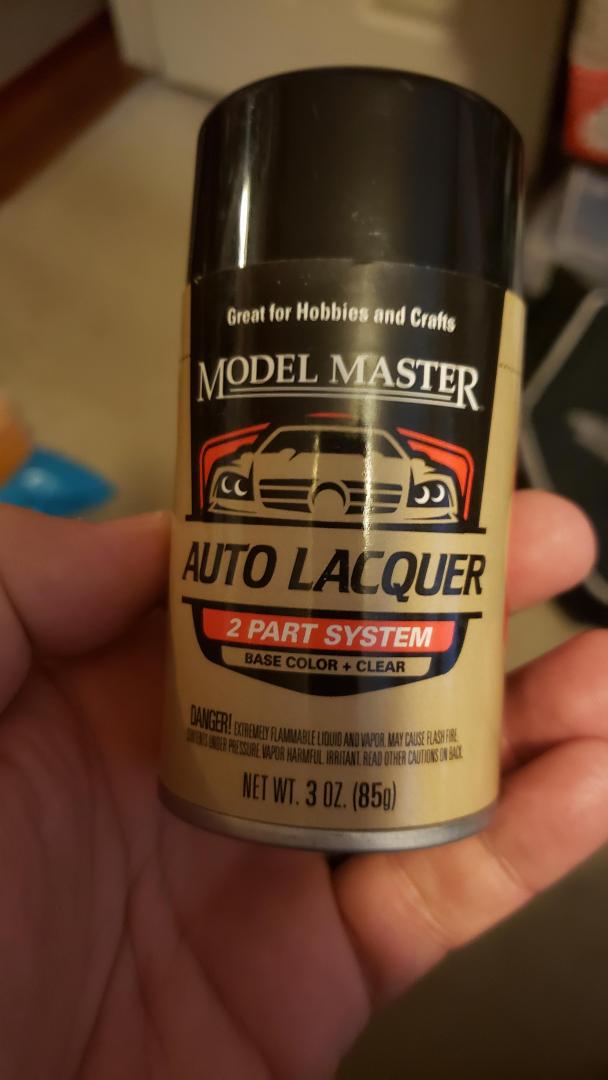 Great for Hobbies and Crafts
MODEL MASTER
AUTO LACQUER
2 PART SYSTEM
BASE COLOR + CLEAR
DANGER! EXTREMELY FLAMMABLE LIQUID AND VAPOR. MAY CAUSE FLASH FIRE.
CONTENTS UNDER PRESSURE. VAPOR HARMFUL. IRRITANT. READ OTHER CAUTIONS ON BACK.
NET WT. 3 OZ. (85g)